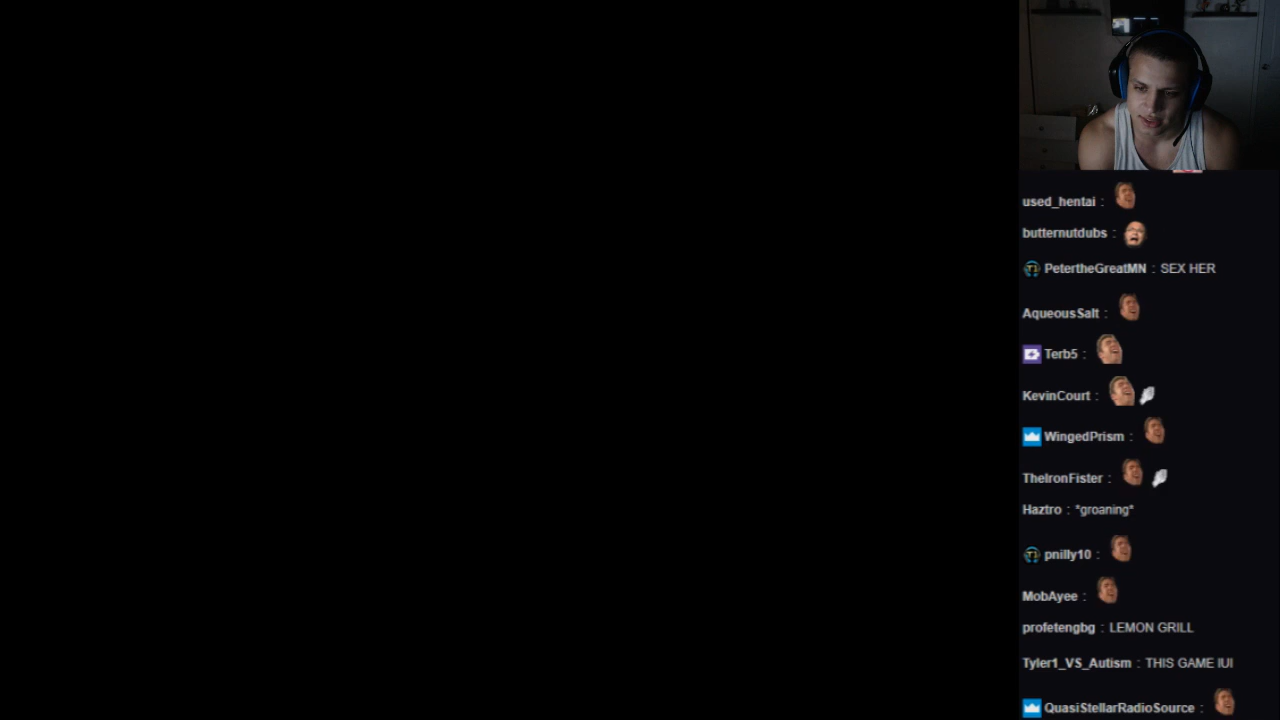 used_hentai :
butternutdubs :
PetertheGreatMN : SEX HER
AqueousSalt :
Terb5 :
KevinCourt :
WingedPrism :
TheIronFister :
Haztro : *groaning*
pnilly10 :
MobAyee :
profetengbg : LEMON GRILL
Tyler1_VS_Autism : THIS GAME IUI
QuasiStellarRadioSource :